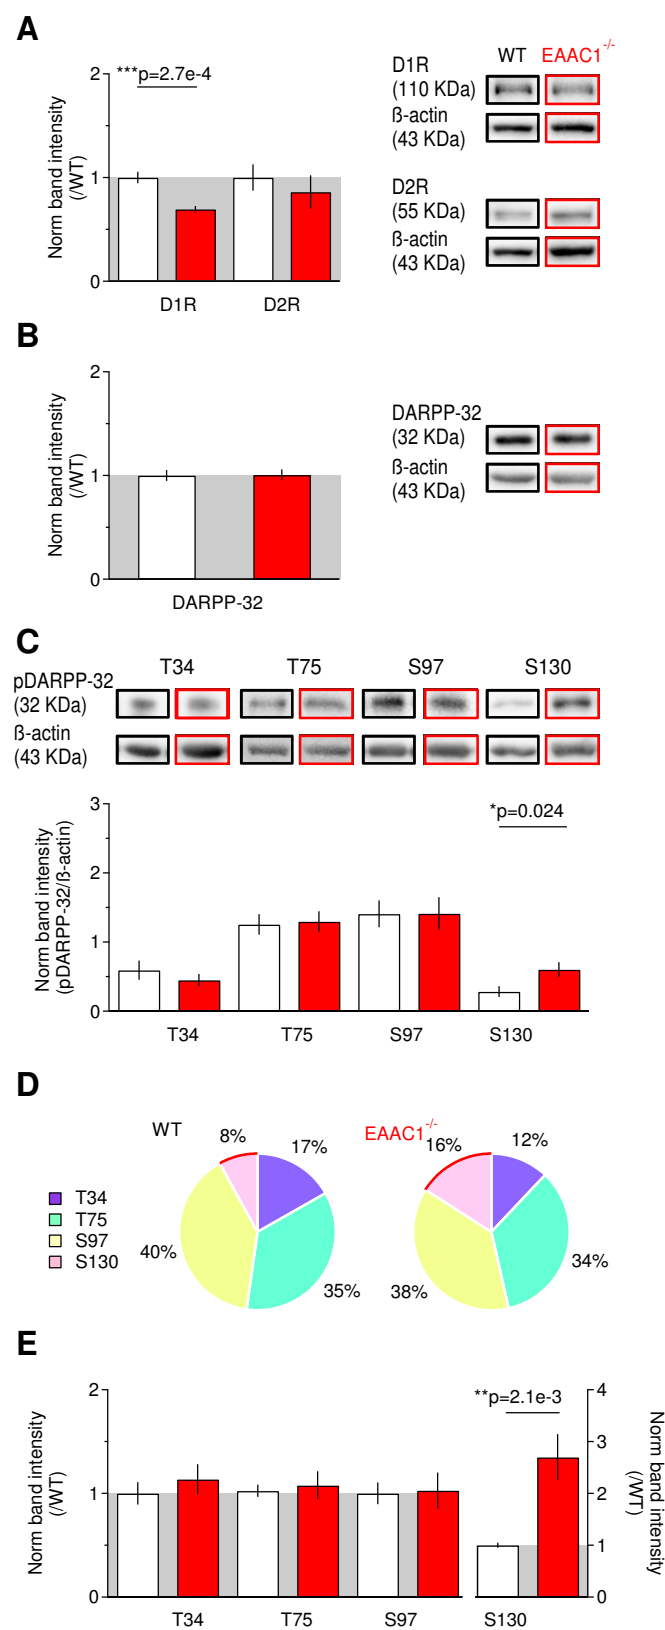 A
2
1
0
Norm band intensity
(/WT)
***p=2.7e-4
D1R
D2R
WT
EAAC1-/-
D1R
(110 KDa)
ß-actin
(43 KDa)
D2R
(55 KDa)
ß-actin
(43 KDa)
B
2
1
0
Norm band intensity
(/WT)
DARPP-32
DARPP-32
(32 KDa)
ß-actin
(43 KDa)
C
T34
T75
S97
S130
pDARPP-32
(32 KDa)
ß-actin
(43 KDa)
3
2
1
0
Norm band intensity
(pDARPP-32/ß-actin)
*p=0.024
T34
T75
S97
S130
D
WT
8%
17%
35%
40%
EAAC1-/-
16%
12%
34%
38%
T34
T75
S97
S130
E
2
1
0
Norm band intensity
(/WT)
**p=2.1e-3
4
3
2
1
0
Norm band intensity
(/WT)
T34
T75
S97
S130